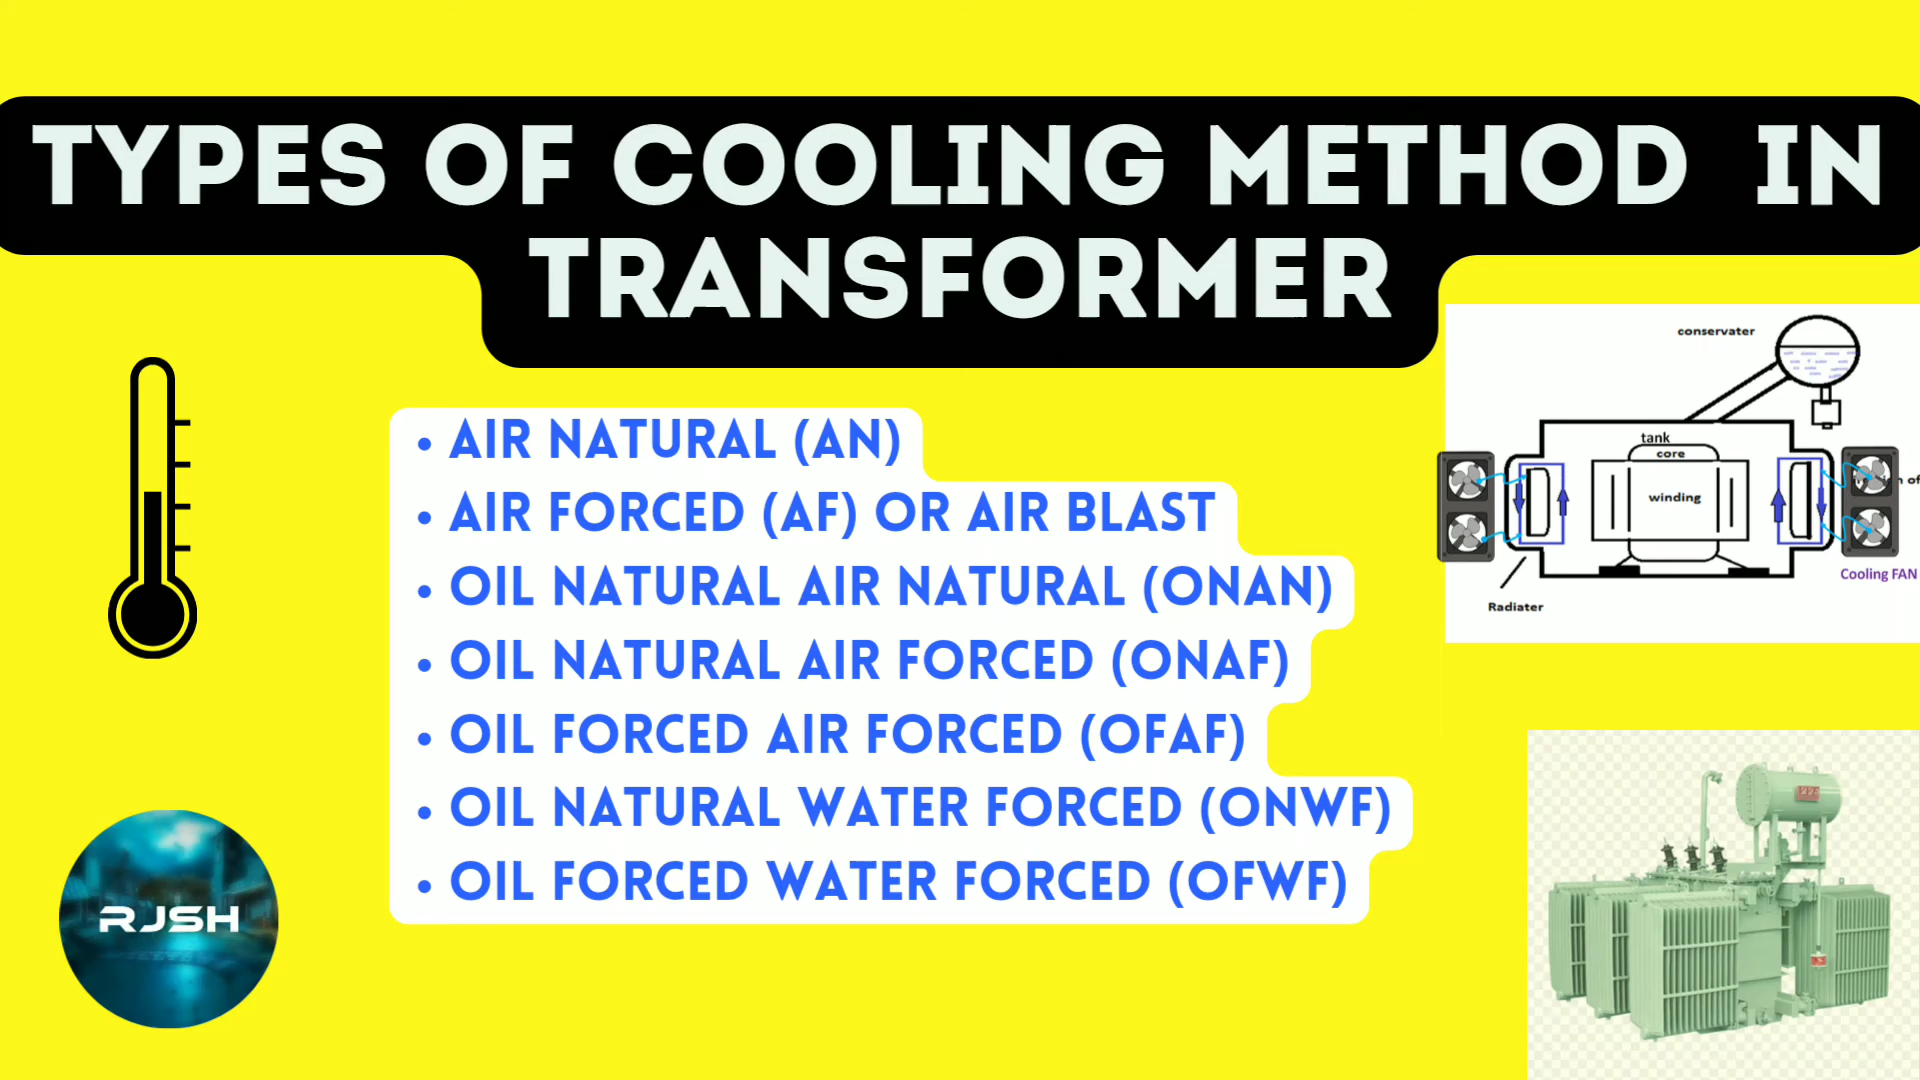 TYPES OF COOLING METHOD IN
TRANSFORMER
• AIR NATURAL (AN)
• AIR FORCED (AF) OR AIR BLAST
• OIL NATURAL AIR NATURAL (ONAN)
• OIL NATURAL AIR FORCED (ONAF)
• OIL FORCED AIR FORCED (OFAF)
• OIL NATURAL WATER FORCED (ONWF)
• OIL FORCED WATER FORCED (OFWF)
conservater
tank
core
winding
of
Cooling FAN
Radiater
RJSH